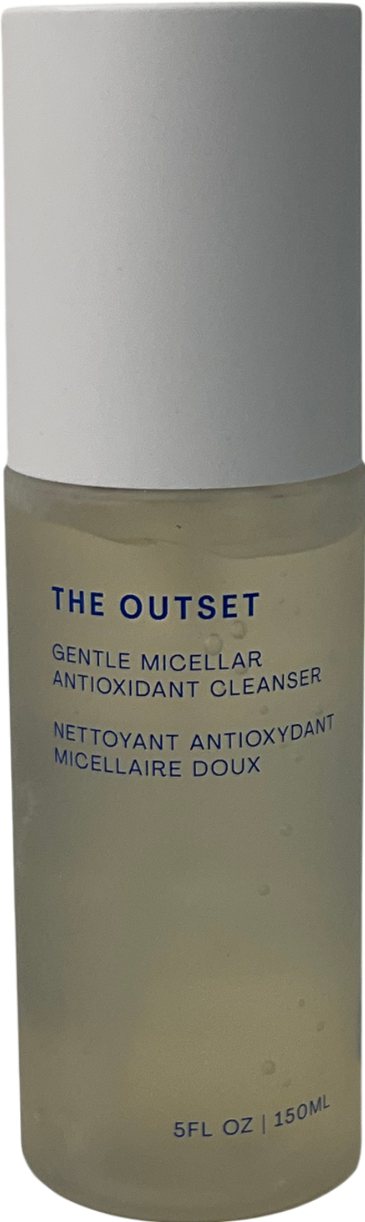 THE OUTSET
GENTLE MICELLAR
ANTIOXIDANT CLEANSER
NETTOYANT ANTIOXYDANT
MICELLAIRE DOUX
5FL OZ | 150ML